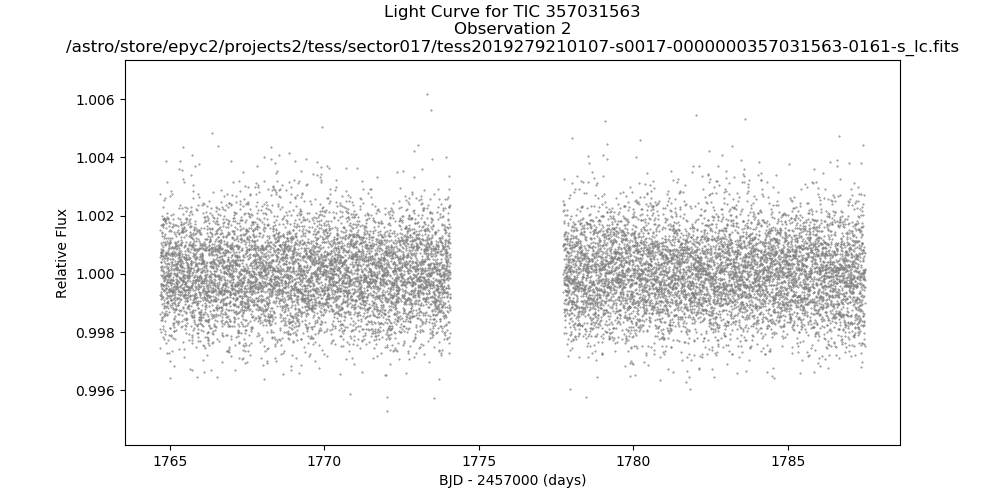 Light Curve for TIC 357031563
Observation 2
/astro/store/epyc2/projects2/tess/sector017/tess2019279210107-s0017-0000000357031563-0161-s_lc.fits
1.006
1.004
1.002
1.000
0.998
0.996
Relative Flux
1765
1770
1775
1780
1785
BJD - 2457000 (days)